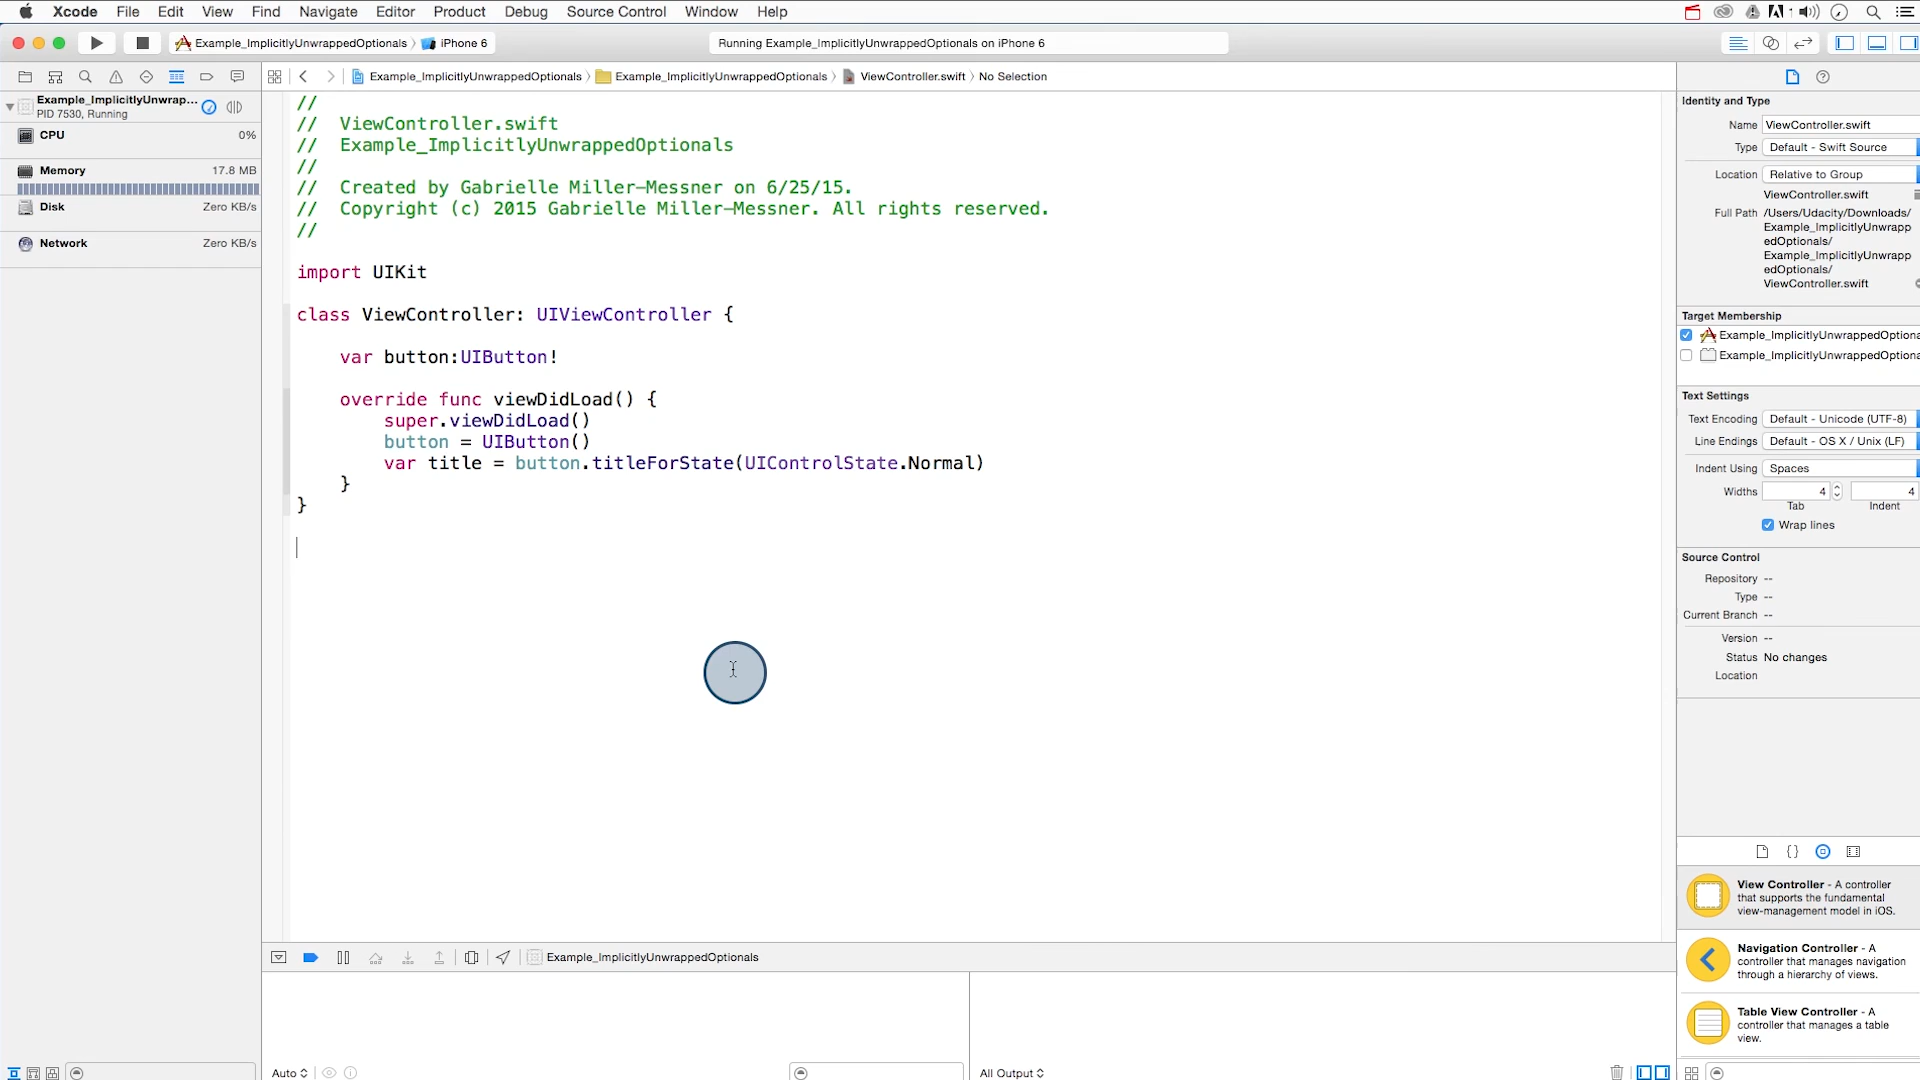 Xcode File Edit View Find Navigate Editor Product Debug Source Control Window Help
Example_ImplicitlyUnwrappedOptionals iPhone 6
Running Example_ImplicitlyUnwrappedOptionals on iPhone 6
Example_ImplicitlyUnwrappedOptionals Example_ImplicitlyUnwrappedOptionals ViewController.swift No Selection
Example_ImplicitlyUnwrap...
PID 7530, Running
CPU 0%
Memory 17.8 MB
Disk Zero KB/s
Network Zero KB/s
//
// ViewController.swift
// Example_ImplicitlyUnwrappedOptionals
//
// Created by Gabrielle Miller-Messner on 6/25/15.
// Copyright (c) 2015 Gabrielle Miller-Messner. All rights reserved.
//
import UIKit
class ViewController: UIViewController {
var button:UIButton!
override func viewDidLoad() {
super.viewDidLoad()
button = UIButton()
var title = button.titleForState(UIControlState.Normal)
}
}
Example_ImplicitlyUnwrappedOptionals
Auto
All Output
Identity and Type
Name ViewController.swift
Type Default - Swift Source
Location Relative to Group
ViewController.swift
Full Path /Users/Udacity/Downloads/
Example_ImplicitlyUnwrapp
edOptionals/
Example_ImplicitlyUnwrapp
edOptionals/
ViewController.swift
Target Membership
Example_ImplicitlyUnwrappedOptiona
Example_ImplicitlyUnwrappedOptiona
Text Settings
Text Encoding Default - Unicode (UTF-8)
Line Endings Default - OS X / Unix (LF)
Indent Using Spaces
Widths 4 4
Tab Indent
Wrap lines
Source Control
Repository --
Type --
Current Branch --
Version --
Status No changes
Location
{}
View Controller - A controller
that supports the fundamental
view-management model in iOS.
Navigation Controller - A
controller that manages navigation
through a hierarchy of views.
Table View Controller - A
controller that manages a table
view.